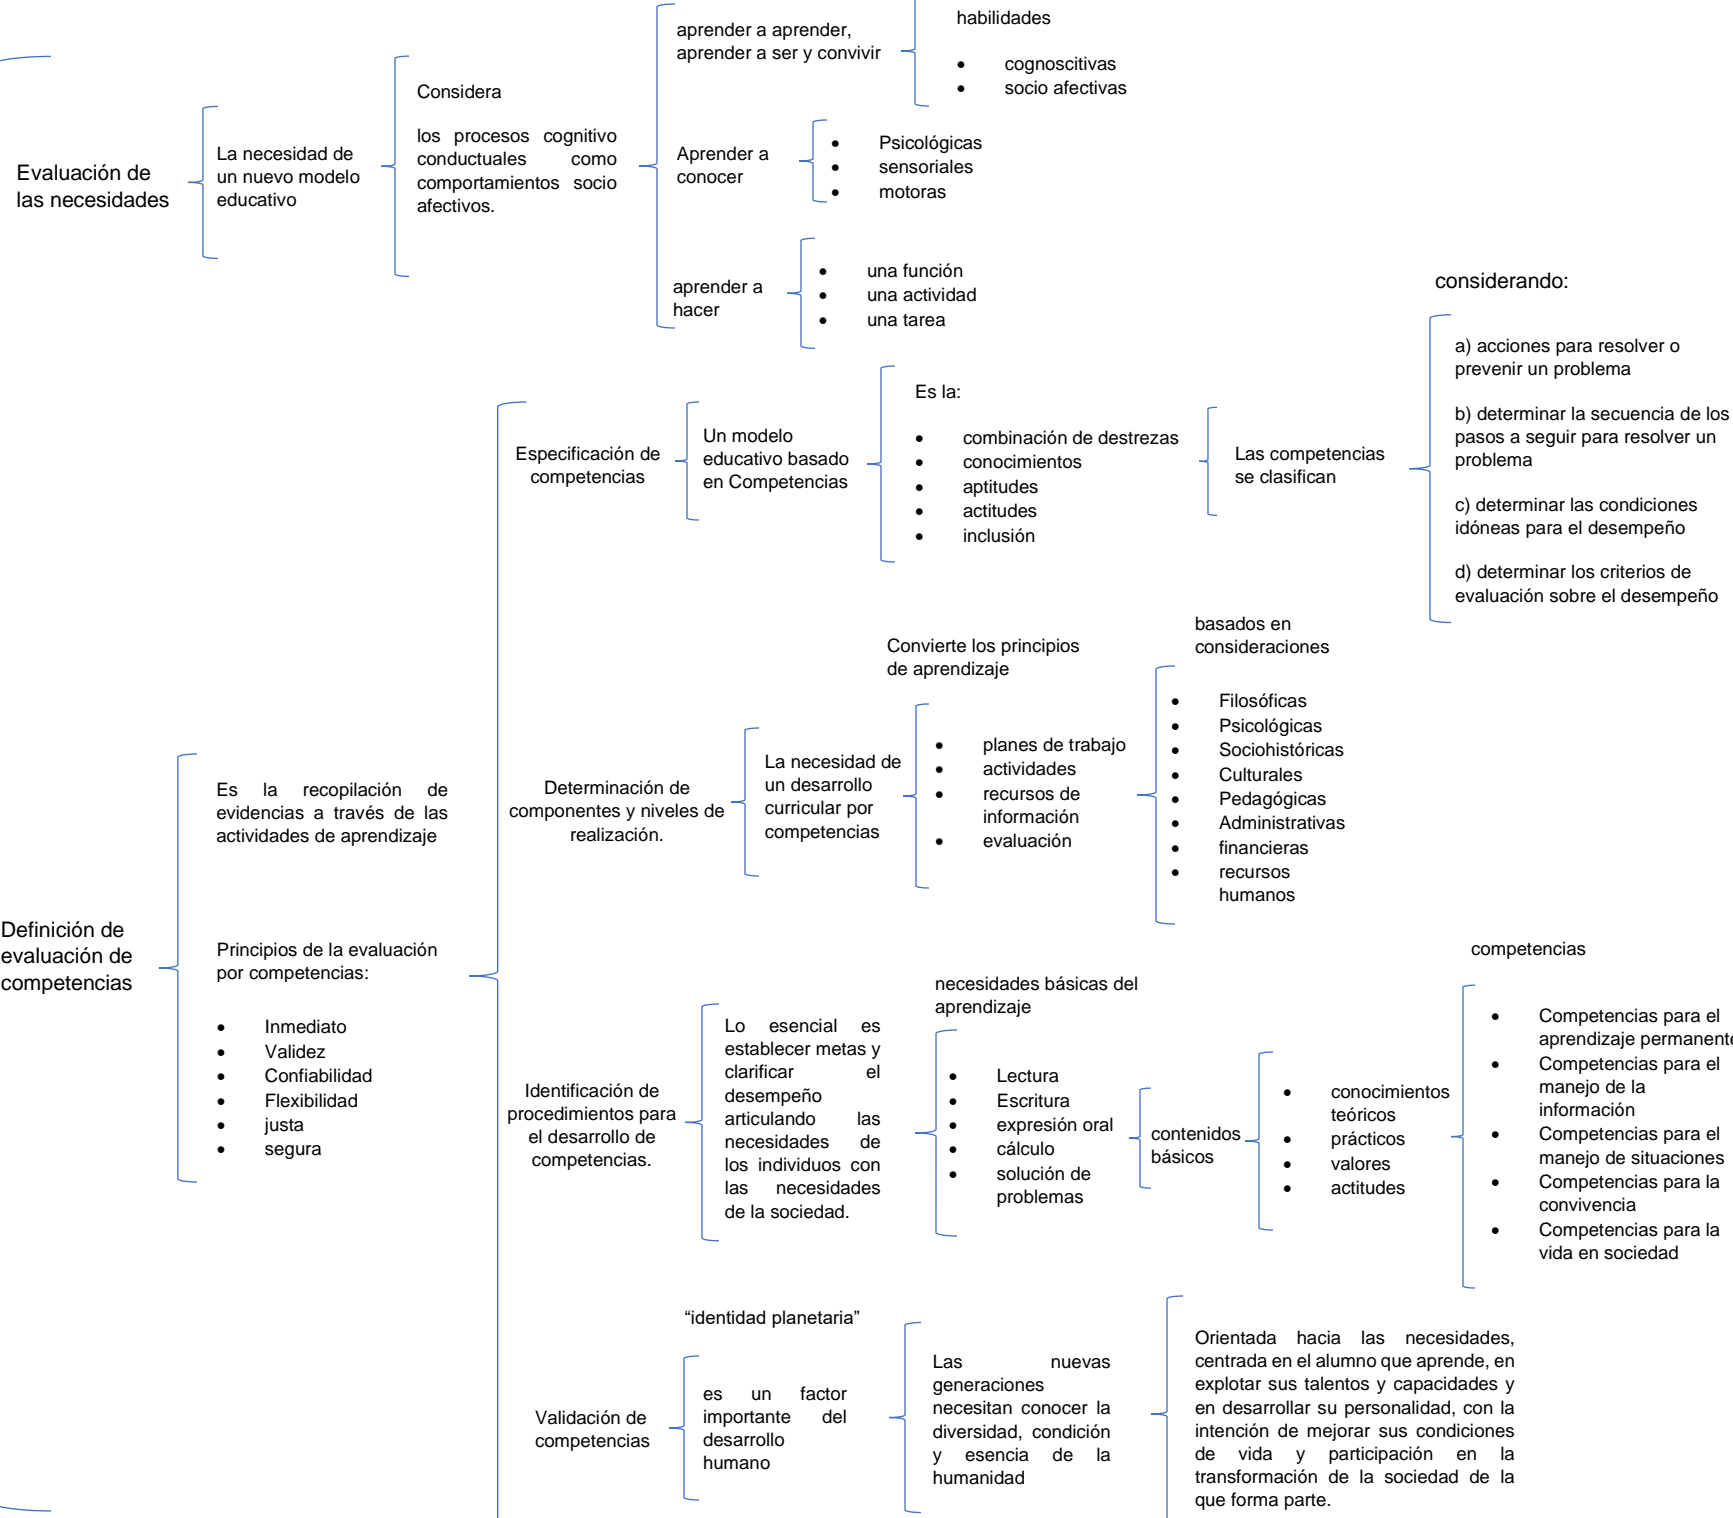 Evaluación de
las necesidades
La necesidad de
un nuevo modelo
educativo
Considera
los procesos cognitivo
conductuales como
comportamientos socio
afectivos.
aprender a aprender,
aprender a ser y convivir
habilidades
• cognoscitivas
• socio afectivas
Aprender a
conocer
• Psicológicas
• sensoriales
• motoras
aprender a
hacer
• una función
• una actividad
• una tarea
Definición de
evaluación de
competencias
Es la recopilación de
evidencias a través de las
actividades de aprendizaje
Principios de la evaluación
por competencias:
• Inmediato
• Validez
• Confiabilidad
• Flexibilidad
• justa
• segura
Especificación de
competencias
Un modelo
educativo basado
en Competencias
Es la:
• combinación de destrezas
• conocimientos
• aptitudes
• actitudes
• inclusión
Las competencias
se clasifican
considerando:
a) acciones para resolver o
prevenir un problema
b) determinar la secuencia de los
pasos a seguir para resolver un
problema
c) determinar las condiciones
idóneas para el desempeño
d) determinar los criterios de
evaluación sobre el desempeño
Determinación de
componentes y niveles de
realización.
La necesidad de
un desarrollo
curricular por
competencias
Convierte los principios
de aprendizaje
• planes de trabajo
• actividades
• recursos de
información
• evaluación
basados en
consideraciones
• Filosóficas
• Psicológicas
• Sociohistóricas
• Culturales
• Pedagógicas
• Administrativas
• financieras
• recursos
humanos
Identificación de
procedimientos para
el desarrollo de
competencias.
Lo esencial es
establecer metas y
clarificar el
desempeño
articulando las
necesidades de
los individuos con
las necesidades
de la sociedad.
necesidades básicas del
aprendizaje
• Lectura
• Escritura
• expresión oral
• cálculo
• solución de
problemas
contenidos
básicos
• conocimientos
teóricos
• prácticos
• valores
• actitudes
competencias
• Competencias para el
aprendizaje permanente
• Competencias para el
manejo de la
información
• Competencias para el
manejo de situaciones
• Competencias para la
convivencia
• Competencias para la
vida en sociedad
Validación de
competencias
“identidad planetaria”
es un factor
importante del
desarrollo
humano
Las nuevas
generaciones
necesitan conocer la
diversidad, condición
y esencia de la
humanidad
Orientada hacia las necesidades,
centrada en el alumno que aprende, en
explotar sus talentos y capacidades y
en desarrollar su personalidad, con la
intención de mejorar sus condiciones
de vida y participación en la
transformación de la sociedad de la
que forma parte.